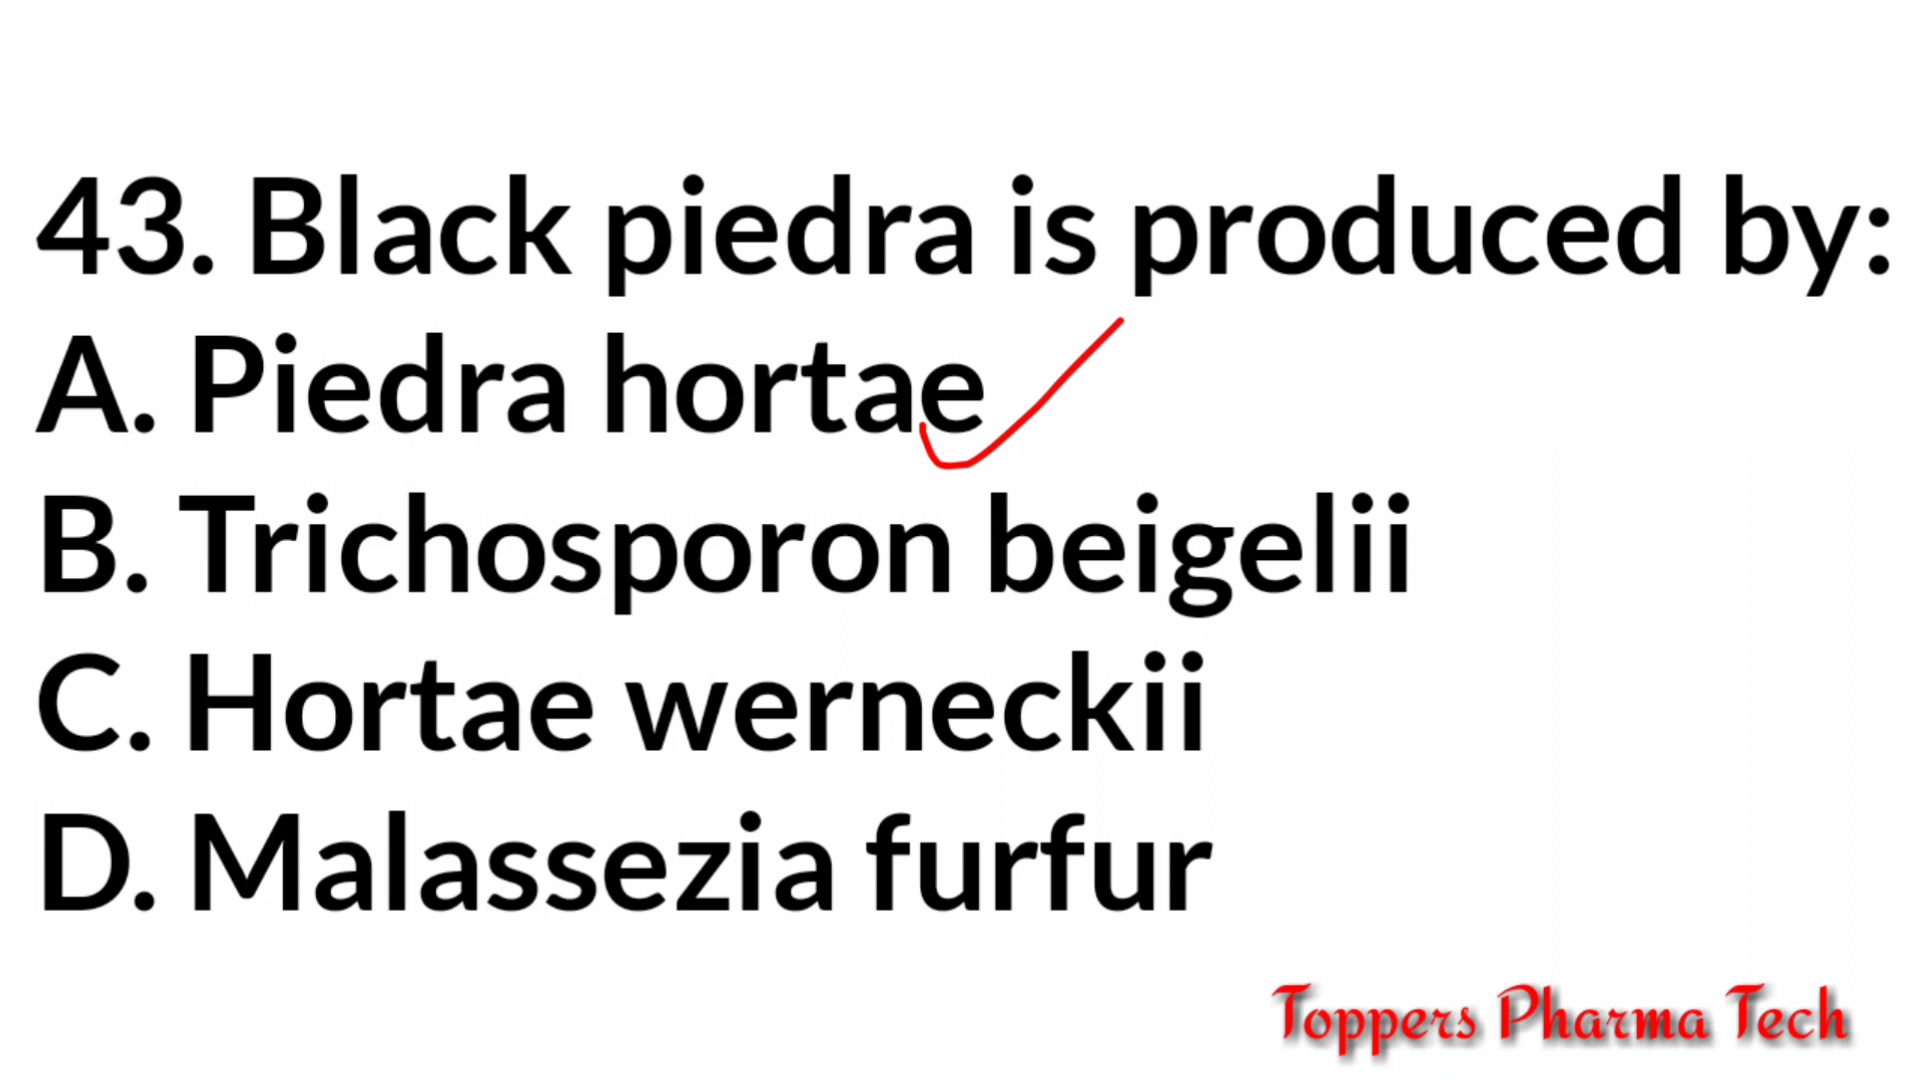 43. Black piedra is produced by:
A. Piedra hortae
B. Trichosporon beigelii
C. Hortae werneckii
D. Malassezia furfur
Toppers Pharma Tech